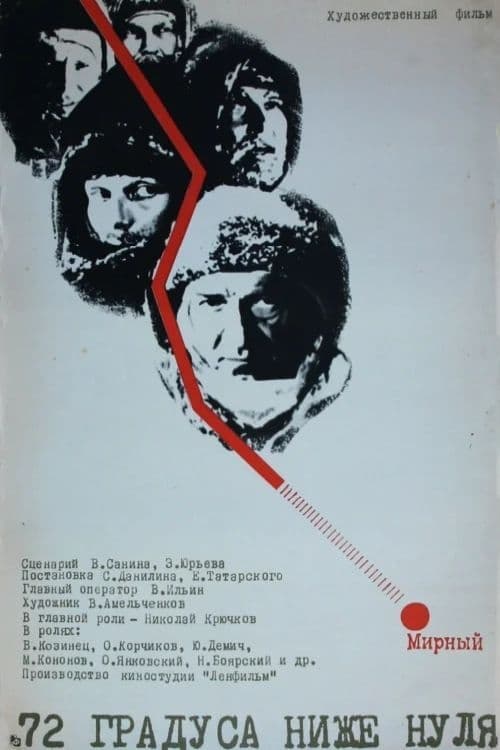 Художественный фильм
Мирный
Сценарий В.Санина, З.Юрьева
Постановка С.Данилина, Е.Татарского
Главный оператор В.Ильин
Художник В.Амельченков
В главной роли – Николай Крючков
В ролях:
В.Козинец, О.Корчиков, Ю.Демич,
М.Кононов, О.Янковский, Н.Боярский и др.
Производство киностудии "Ленфильм"
72 ГРАДУСА НИЖЕ НУЛЯ